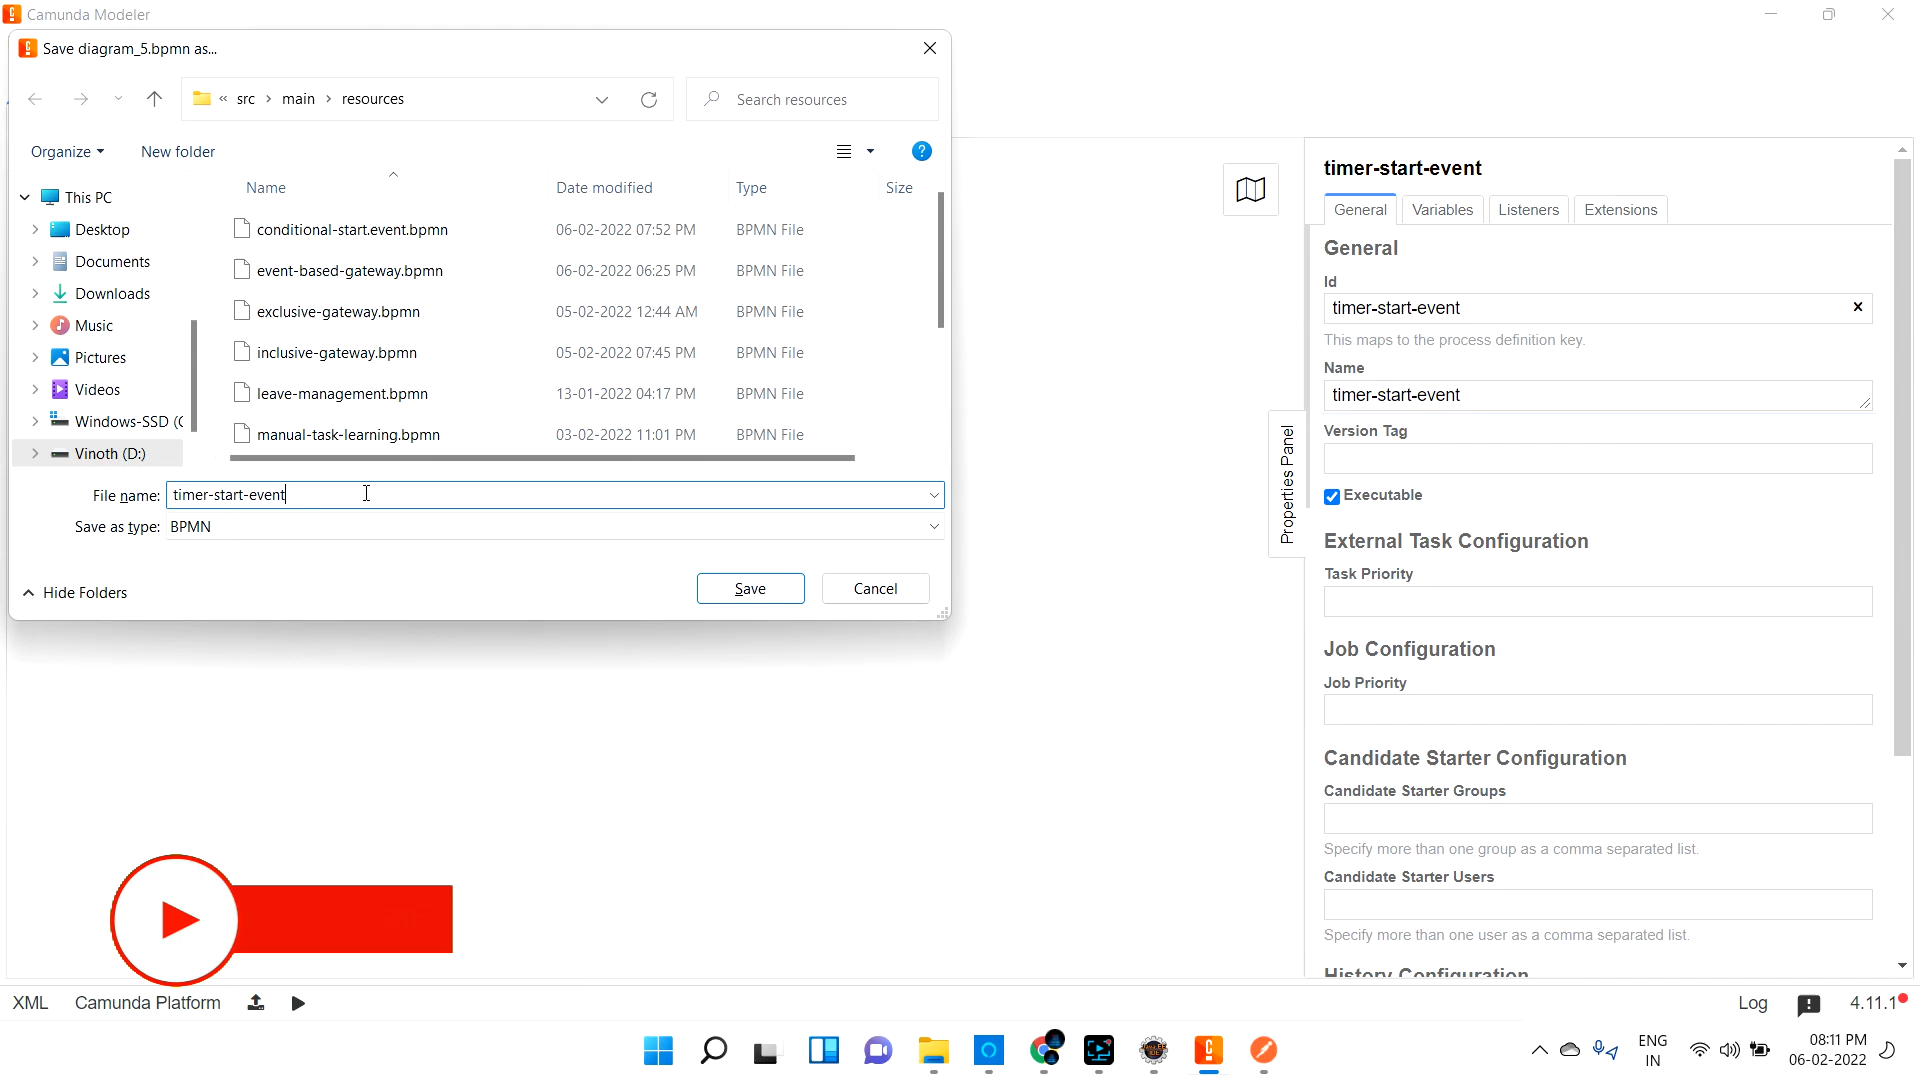 Camunda Modeler
Save diagram_5.bpmn as...
« src > main > resources
Search resources
Organize
New folder
Name Date modified Type Size
This PC
Desktop
Documents
Downloads
Music
Pictures
Videos
Windows-SSD (C
Vinoth (D:)
conditional-start.event.bpmn 06-02-2022 07:52 PM BPMN File
event-based-gateway.bpmn 06-02-2022 06:25 PM BPMN File
exclusive-gateway.bpmn 05-02-2022 12:44 AM BPMN File
inclusive-gateway.bpmn 05-02-2022 07:45 PM BPMN File
leave-management.bpmn 13-01-2022 04:17 PM BPMN File
manual-task-learning.bpmn 03-02-2022 11:01 PM BPMN File
File name: timer-start-event
Save as type: BPMN
Hide Folders
Save
Cancel
Properties Panel
timer-start-event
General Variables Listeners Extensions
General
Id
timer-start-event
This maps to the process definition key.
Name
timer-start-event
Version Tag
Executable
External Task Configuration
Task Priority
Job Configuration
Job Priority
Candidate Starter Configuration
Candidate Starter Groups
Specify more than one group as a comma separated list.
Candidate Starter Users
Specify more than one user as a comma separated list.
History Configuration
XML Camunda Platform
Log
4.11.1
ENG
IN
08:11 PM
06-02-2022